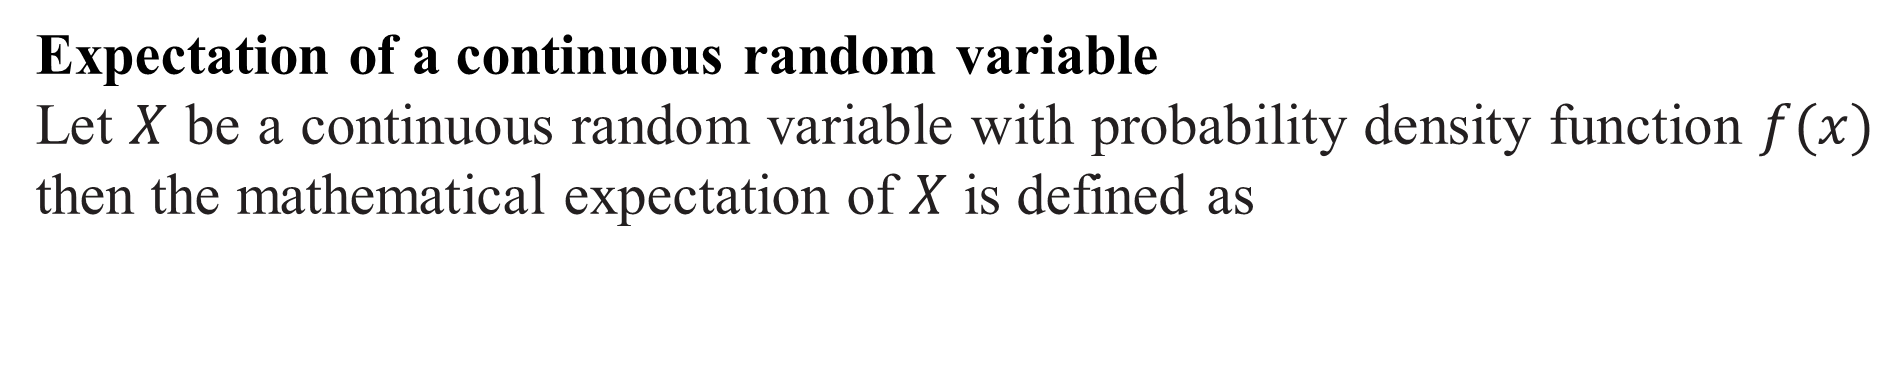 Expectation of a continuous random variable
Let X be a continuous random variable with probability density function f(x)
then the mathematical expectation of X is defined as